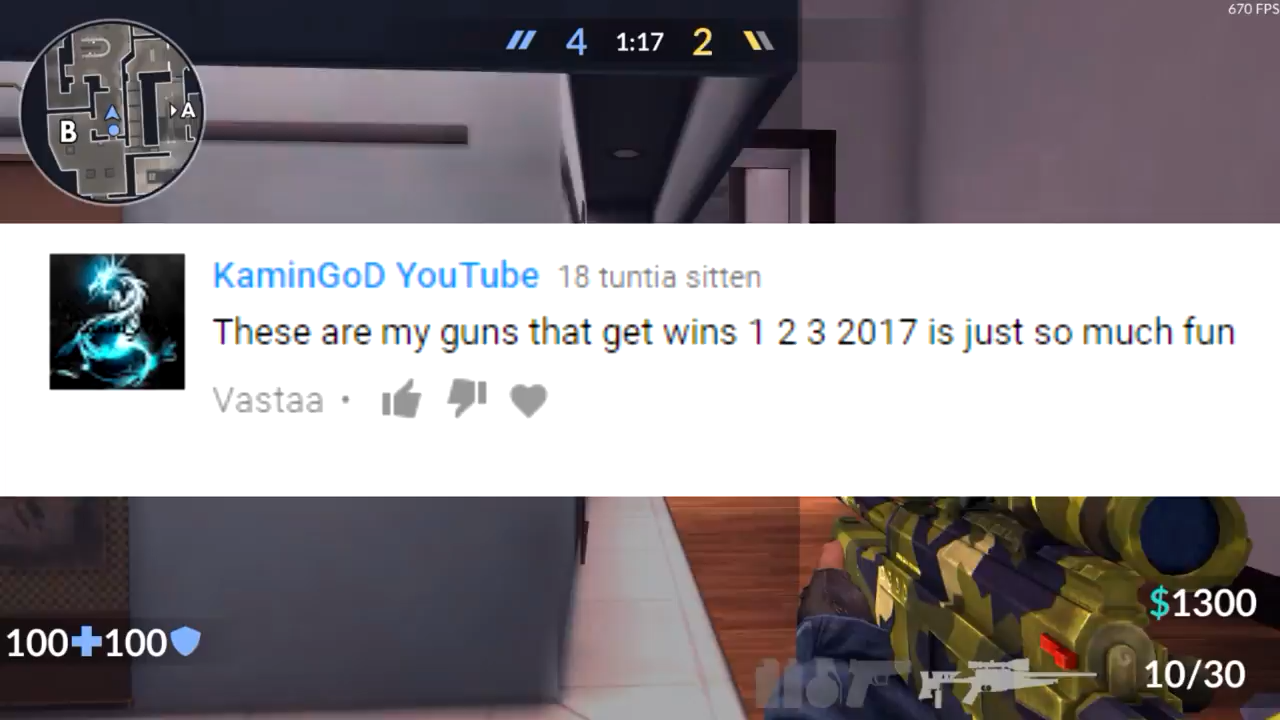 670 FPS
4 1:17 2
B
A
KaminGoD YouTube 18 tuntia sitten
These are my guns that get wins 1 2 3 2017 is just so much fun
Vastaa •
$1300
100 100
10/30